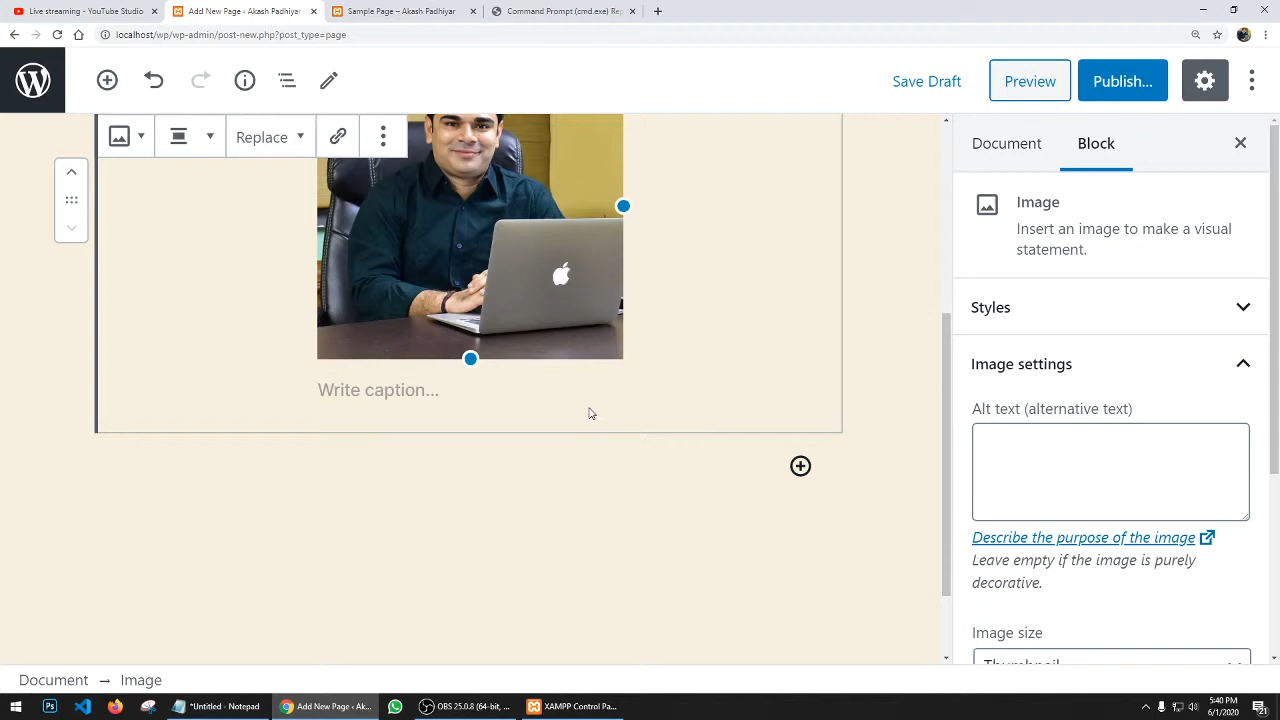 Live streaming - YouTube Studio
Add New Page ‹ Akash Padhiyar
Sample Page – Akash Padhiyar
Command Prompt (cmd.exe) Rep
localhost/wp/wp-admin/post-new.php?post_type=page
Save Draft
Preview
Publish...
Replace
Document
Block
Image
Insert an image to make a visual
statement.
Styles
Image settings
Alt text (alternative text)
Write caption...
Describe the purpose of the image
Leave empty if the image is purely
decorative.
Image size
Thumbnail
Document → Image
*Untitled - Notepad
Add New Page ‹ Ak...
OBS 25.0.8 (64-bit, ...
XAMPP Control Pa...
5:40 PM
6/1/2020